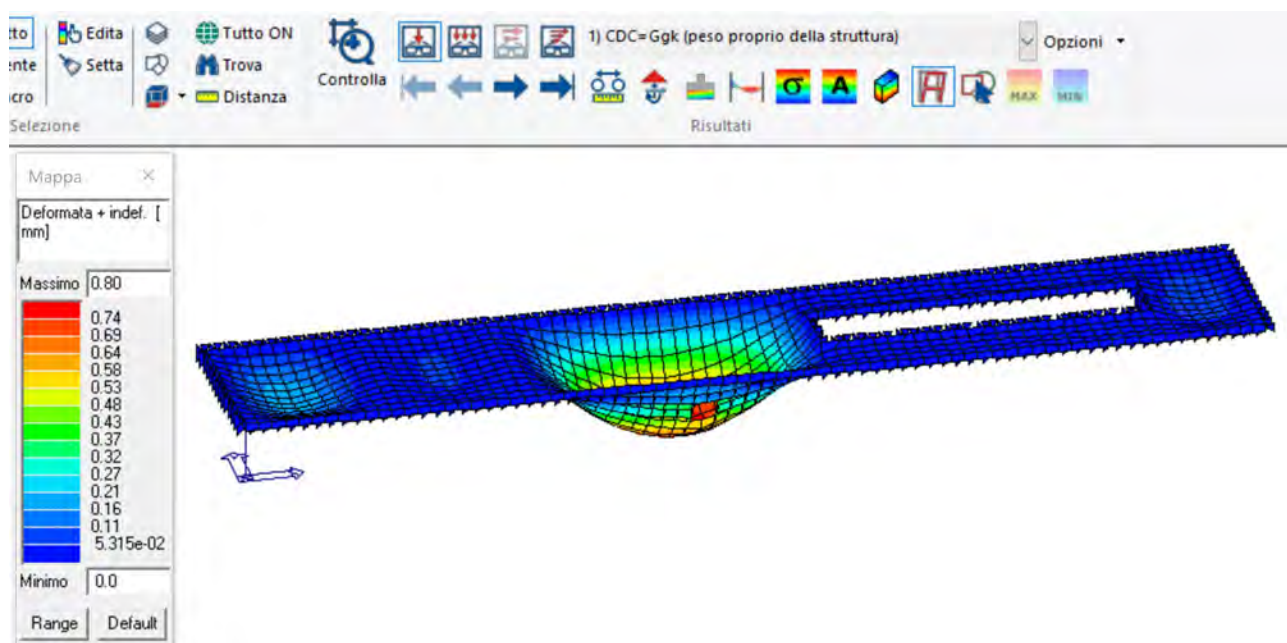 tto Edita Tutto ON
1) CDC=Ggk (peso proprio della struttura)
Opzioni
ente Setta Trova
Controlla
cro Distanza
σ A MAX MIN
Selezione
Risultati
Mappa
Deformata + indef. [
mm]
Massimo 0.80
0.74
0.69
0.64
0.58
0.53
0.48
0.43
0.37
0.32
0.27
0.21
0.16
0.11
5.315e-02
Minimo 0.0
Range Default